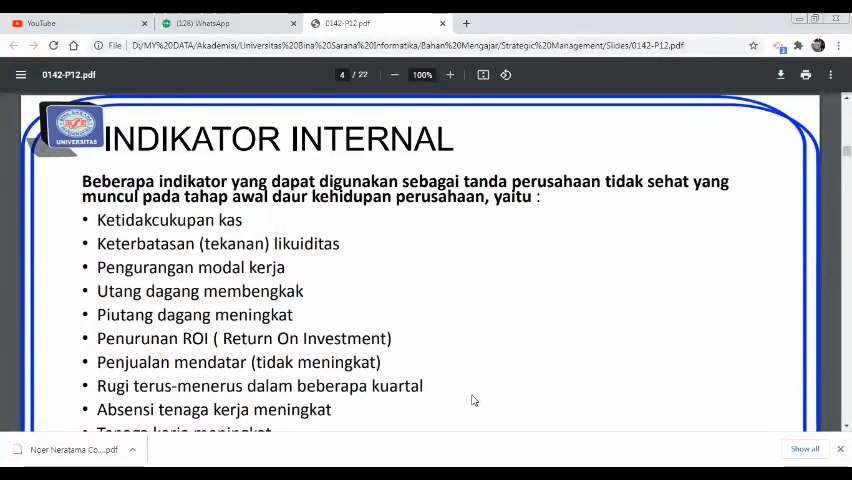 YouTube
(128) WhatsApp
0142-P12.pdf
File
D:/MY%20DATA/Akademisi/Universitas%20Bina%20Sarana%20Informatika/Bahan%20Mengajar/Strategic%20Management/Slides/0142-P12.pdf
0142-P12.pdf
4 / 22
100%
UNIVERSITAS
INDIKATOR INTERNAL
Beberapa indikator yang dapat digunakan sebagai tanda perusahaan tidak sehat yang
muncul pada tahap awal daur kehidupan perusahaan, yaitu :
• Ketidakcukupan kas
• Keterbatasan (tekanan) likuiditas
• Pengurangan modal kerja
• Utang dagang membengkak
• Piutang dagang meningkat
• Penurunan ROI ( Return On Investment)
• Penjualan mendatar (tidak meningkat)
• Rugi terus-menerus dalam beberapa kuartal
• Absensi tenaga kerja meningkat
• Tenaga kerja meningkat
Noer Neratama Co....pdf
Show all